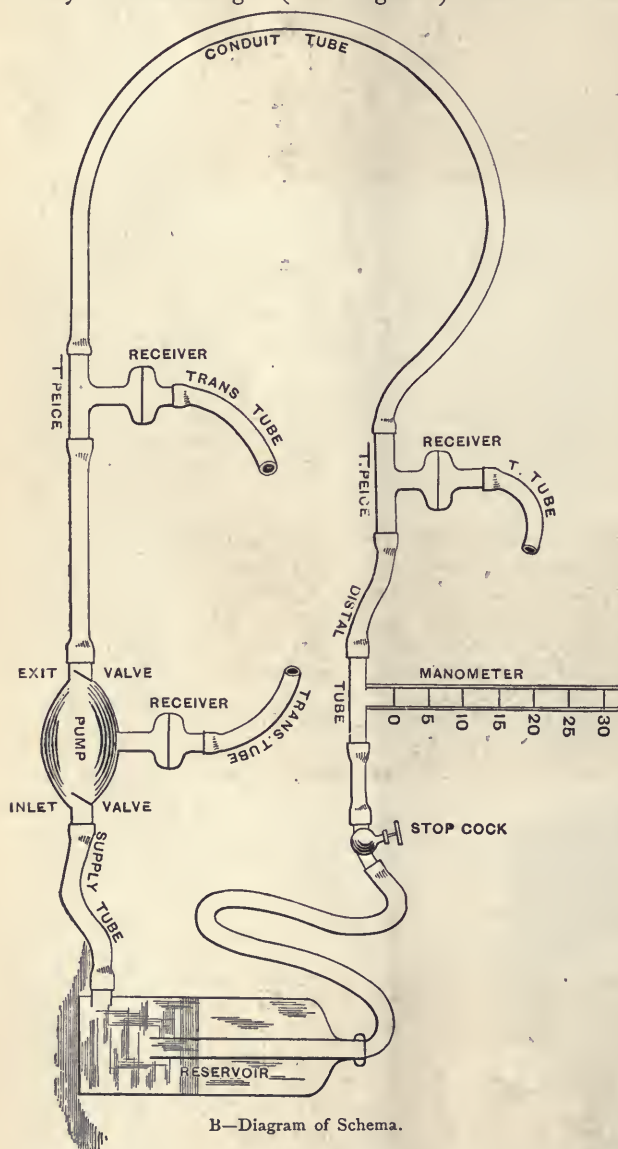 CONDUIT TUBE
RECEIVER
T PEICE
TRANS TUBE
RECEIVER
T. PEICE
T. TUBE
DISTAL
TUBE
EXIT VALVE
MANOMETER
RECEIVER
TRANS. TUBE
PUMP
0 5 10 15 20 25 30
INLET VALVE
STOP COCK
SUPPLY TUBE
RESERVOIR
B—Diagram of Schema.